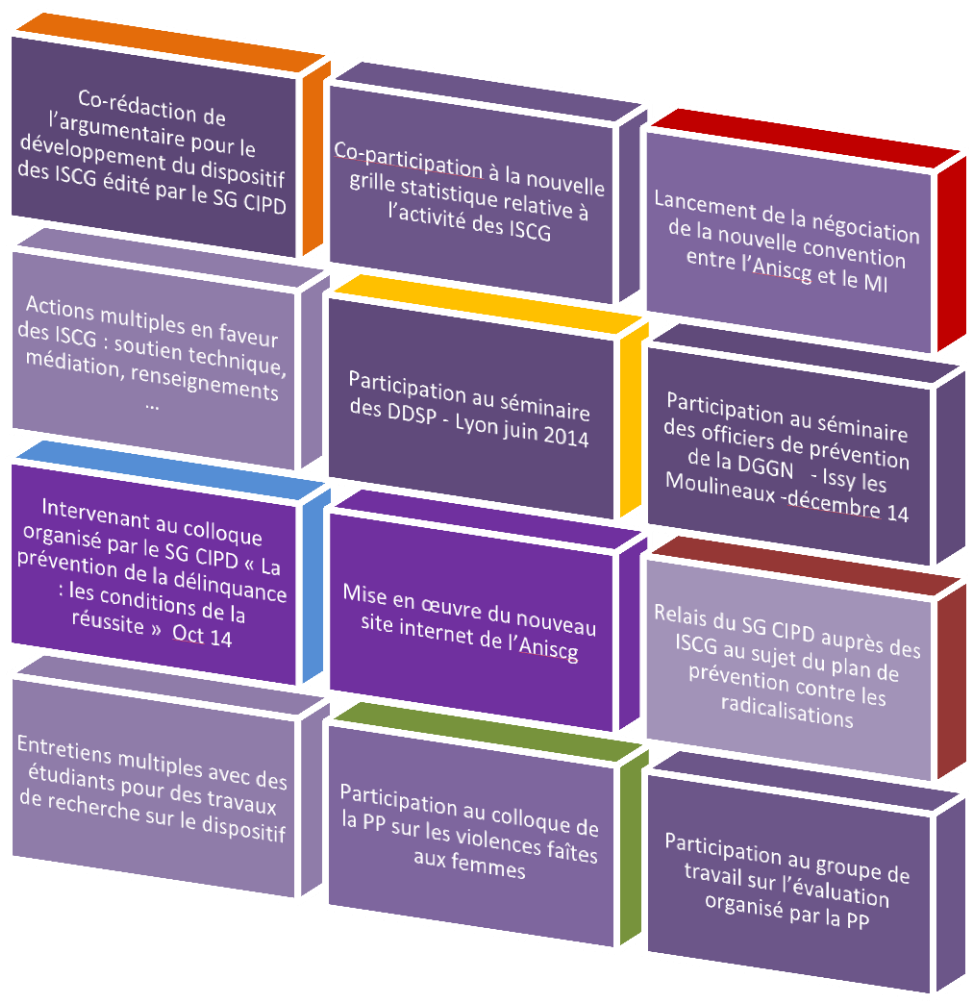 Co-rédaction de
l'argumentaire pour le
développement du dispositif
des ISCG édité par le SG CIPD
Co-participation à la nouvelle
grille statistique relative à
l'activité des ISCG
Lancement de la négociation
de la nouvelle convention
entre l'Aniscg et le MI
Actions multiples en faveur
des ISCG : soutien technique,
médiation, renseignements
...
Participation au séminaire
des DDSP - Lyon juin 2014
Participation au séminaire
des officiers de prévention
de la DGGN - Issy les
Moulineaux -décembre 14
Intervenant au colloque
organisé par le SG CIPD « La
prévention de la délinquance
: les conditions de la
réussite » Oct 14
Mise en œuvre du nouveau
site internet de l'Aniscg
Relais du SG CIPD auprès des
ISCG au sujet du plan de
prévention contre les
radicalisations
Entretiens multiples avec des
étudiants pour des travaux
de recherche sur le dispositif
Participation au colloque de
la PP sur les violences faîtes
aux femmes
Participation au groupe de
travail sur l'évaluation
organisé par la PP